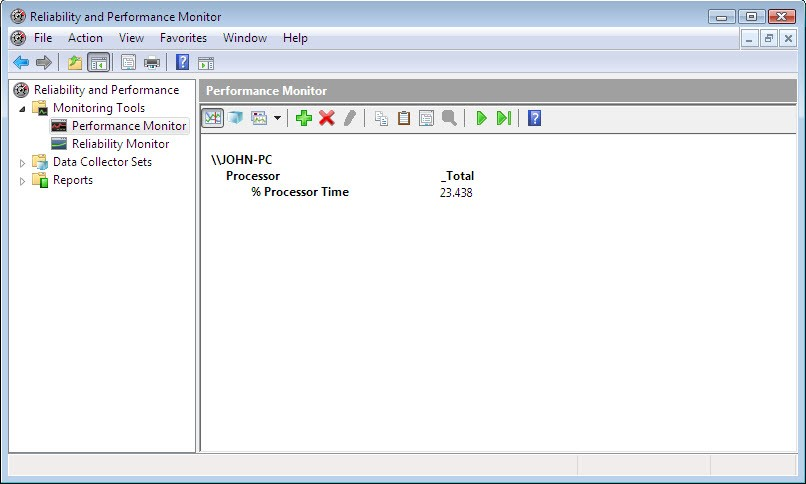 Reliability and Performance Monitor
File Action View Favorites Window Help
Reliability and Performance
Monitoring Tools
Performance Monitor
Reliability Monitor
Data Collector Sets
Reports
Performance Monitor
\\JOHN-PC
Processor _Total
% Processor Time 23.438